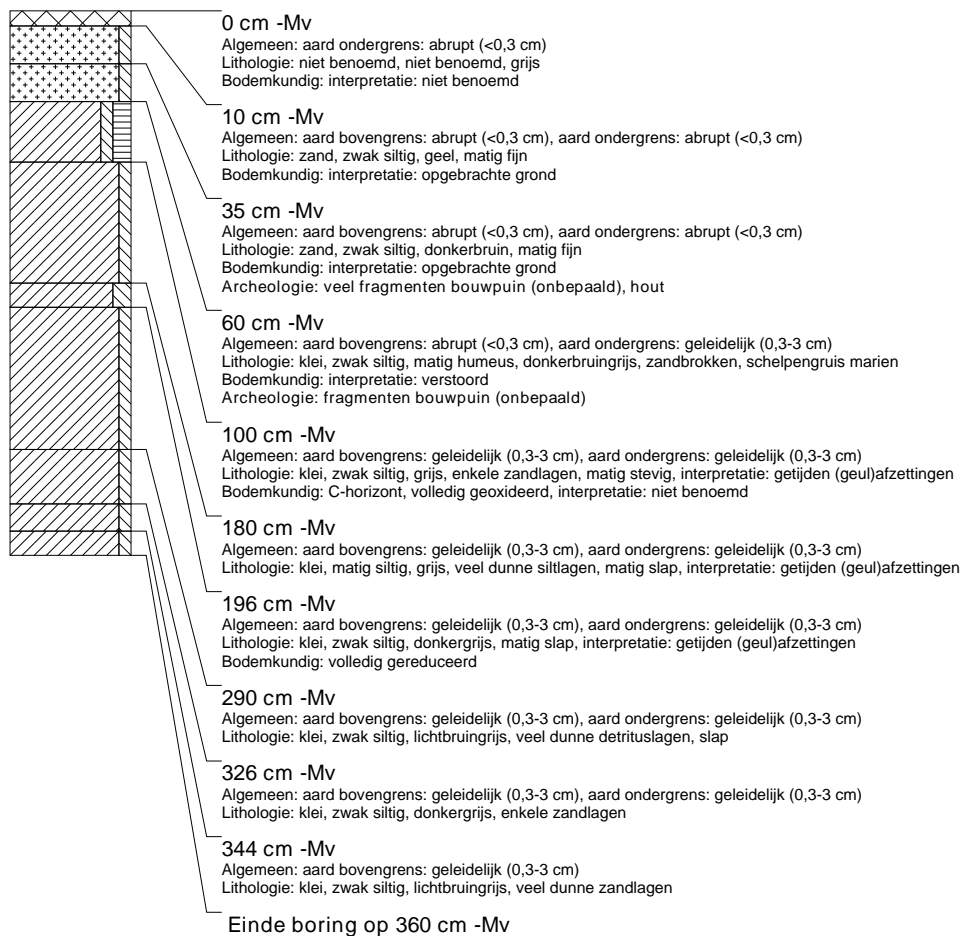 0 cm -Mv
Algemeen: aard ondergrens: abrupt (<0,3 cm)
Lithologie: niet benoemd, niet benoemd, grijs
Bodemkundig: interpretatie: niet benoemd
10 cm -Mv
Algemeen: aard bovengrens: abrupt (<0,3 cm), aard ondergrens: abrupt (<0,3 cm)
Lithologie: zand, zwak siltig, geel, matig fijn
Bodemkundig: interpretatie: opgebrachte grond
35 cm -Mv
Algemeen: aard bovengrens: abrupt (<0,3 cm), aard ondergrens: abrupt (<0,3 cm)
Lithologie: zand, zwak siltig, donkerbruin, matig fijn
Bodemkundig: interpretatie: opgebrachte grond
Archeologie: veel fragmenten bouwpuin (onbepaald), hout
60 cm -Mv
Algemeen: aard bovengrens: abrupt (<0,3 cm), aard ondergrens: geleidelijk (0,3-3 cm)
Lithologie: klei, zwak siltig, matig humeus, donkerbruingrijs, zandbrokken, schelpengruis marien
Bodemkundig: interpretatie: verstoord
Archeologie: fragmenten bouwpuin (onbepaald)
100 cm -Mv
Algemeen: aard bovengrens: geleidelijk (0,3-3 cm), aard ondergrens: geleidelijk (0,3-3 cm)
Lithologie: klei, zwak siltig, grijs, enkele zandlagen, matig stevig, interpretatie: getijden (geul)afzettingen
Bodemkundig: C-horizont, volledig geoxideerd, interpretatie: niet benoemd
180 cm -Mv
Algemeen: aard bovengrens: geleidelijk (0,3-3 cm), aard ondergrens: geleidelijk (0,3-3 cm)
Lithologie: klei, matig siltig, grijs, veel dunne siltlagen, matig slap, interpretatie: getijden (geul)afzettingen
196 cm -Mv
Algemeen: aard bovengrens: geleidelijk (0,3-3 cm), aard ondergrens: geleidelijk (0,3-3 cm)
Lithologie: klei, zwak siltig, donkergrijs, matig slap, interpretatie: getijden (geul)afzettingen
Bodemkundig: volledig gereduceerd
290 cm -Mv
Algemeen: aard bovengrens: geleidelijk (0,3-3 cm), aard ondergrens: geleidelijk (0,3-3 cm)
Lithologie: klei, zwak siltig, lichtbruingrijs, veel dunne detrituslagen, slap
326 cm -Mv
Algemeen: aard bovengrens: geleidelijk (0,3-3 cm), aard ondergrens: geleidelijk (0,3-3 cm)
Lithologie: klei, zwak siltig, donkergrijs, enkele zandlagen
344 cm -Mv
Algemeen: aard bovengrens: geleidelijk (0,3-3 cm)
Lithologie: klei, zwak siltig, lichtbruingrijs, veel dunne zandlagen
Einde boring op 360 cm -Mv